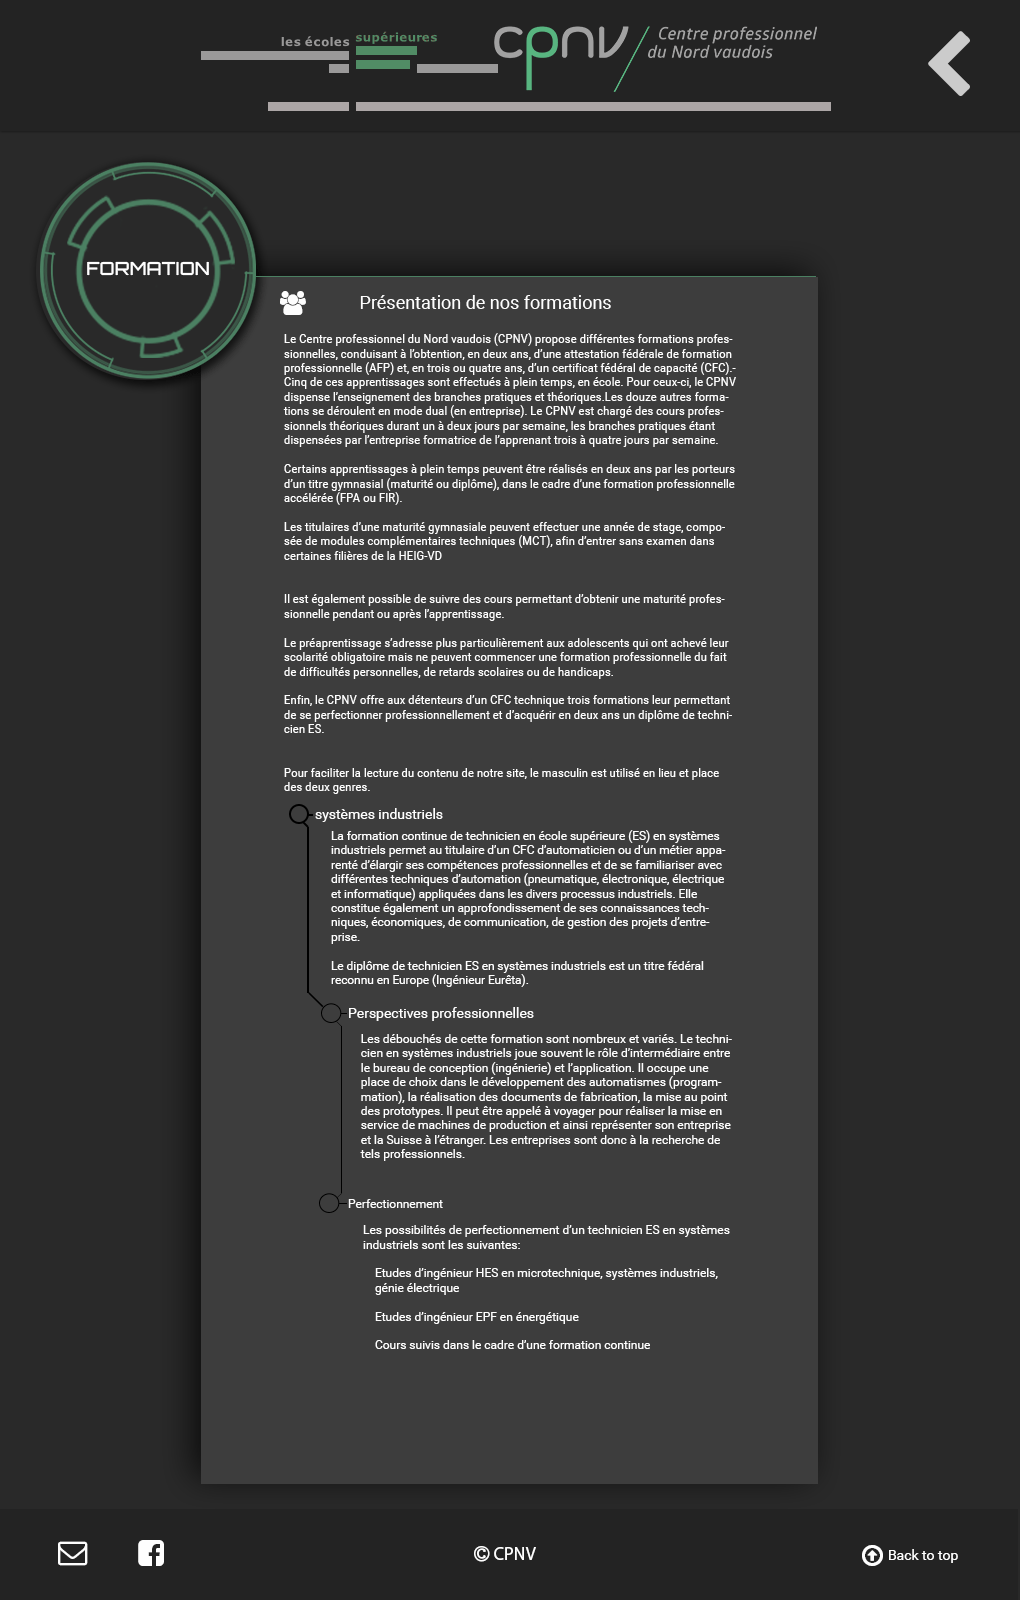 les écoles
supérieures
cpnv
Centre professionnel
du Nord vaudois
FORMATION
Présentation de nos formations
Le Centre professionnel du Nord vaudois (CPNV) propose différentes formations profes-
sionnelles, conduisant à l'obtention, en deux ans, d'une attestation fédérale de formation
professionnelle (AFP) et, en trois ou quatre ans, d'un certificat fédéral de capacité (CFC).-
Cinq de ces apprentissages sont effectués à plein temps, en école. Pour ceux-ci, le CPNV
dispense l'enseignement des branches pratiques et théoriques.Les douze autres forma-
tions se déroulent en mode dual (en entreprise). Le CPNV est chargé des cours profes-
sionnels théoriques durant un à deux jours par semaine, les branches pratiques étant
dispensées par l'entreprise formatrice de l'apprenant trois à quatre jours par semaine.
Certains apprentissages à plein temps peuvent être réalisés en deux ans par les porteurs
d'un titre gymnasial (maturité ou diplôme), dans le cadre d'une formation professionnelle
accélérée (FPA ou FIR).
Les titulaires d'une maturité gymnasiale peuvent effectuer une année de stage, compo-
sée de modules complémentaires techniques (MCT), afin d'entrer sans examen dans
certaines filières de la HEIG-VD
Il est également possible de suivre des cours permettant d'obtenir une maturité profes-
sionnelle pendant ou après l'apprentissage.
Le préaprentissage s'adresse plus particulièrement aux adolescents qui ont achevé leur
scolarité obligatoire mais ne peuvent commencer une formation professionnelle du fait
de difficultés personnelles, de retards scolaires ou de handicaps.
Enfin, le CPNV offre aux détenteurs d'un CFC technique trois formations leur permettant
de se perfectionner professionnellement et d'acquérir en deux ans un diplôme de techni-
cien ES.
Pour faciliter la lecture du contenu de notre site, le masculin est utilisé en lieu et place
des deux genres.
systèmes industriels
La formation continue de technicien en école supérieure (ES) en systèmes
industriels permet au titulaire d'un CFC d'automaticien ou d'un métier appa-
renté d'élargir ses compétences professionnelles et de se familiariser avec
différentes techniques d'automation (pneumatique, électronique, électrique
et informatique) appliquées dans les divers processus industriels. Elle
constitue également un approfondissement de ses connaissances tech-
niques, économiques, de communication, de gestion des projets d'entre-
prise.
Le diplôme de technicien ES en systèmes industriels est un titre fédéral
reconnu en Europe (Ingénieur Eurêta).
Perspectives professionnelles
Les débouchés de cette formation sont nombreux et variés. Le techni-
cien en systèmes industriels joue souvent le rôle d'intermédiaire entre
le bureau de conception (ingénierie) et l'application. Il occupe une
place de choix dans le développement des automatismes (program-
mation), la réalisation des documents de fabrication, la mise au point
des prototypes. Il peut être appelé à voyager pour réaliser la mise en
service de machines de production et ainsi représenter son entreprise
et la Suisse à l'étranger. Les entreprises sont donc à la recherche de
tels professionnels.
Perfectionnement
Les possibilités de perfectionnement d'un technicien ES en systèmes
industriels sont les suivantes:
Etudes d'ingénieur HES en microtechnique, systèmes industriels,
génie électrique
Etudes d'ingénieur EPF en énergétique
Cours suivis dans le cadre d'une formation continue
© CPNV
Back to top